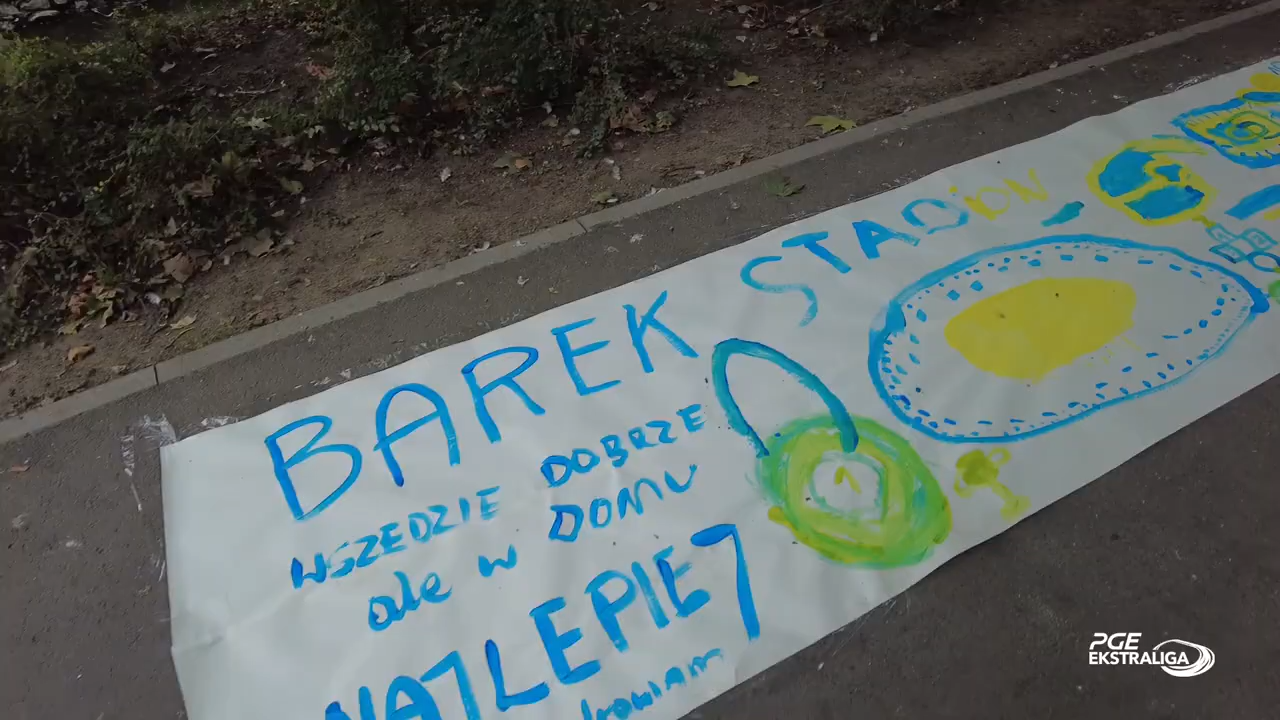 BAREK
WSZEDZIE DOBRZE
ale w DOMU
NAJLEPIEJ
STADION
PGE
EKSTRALIGA